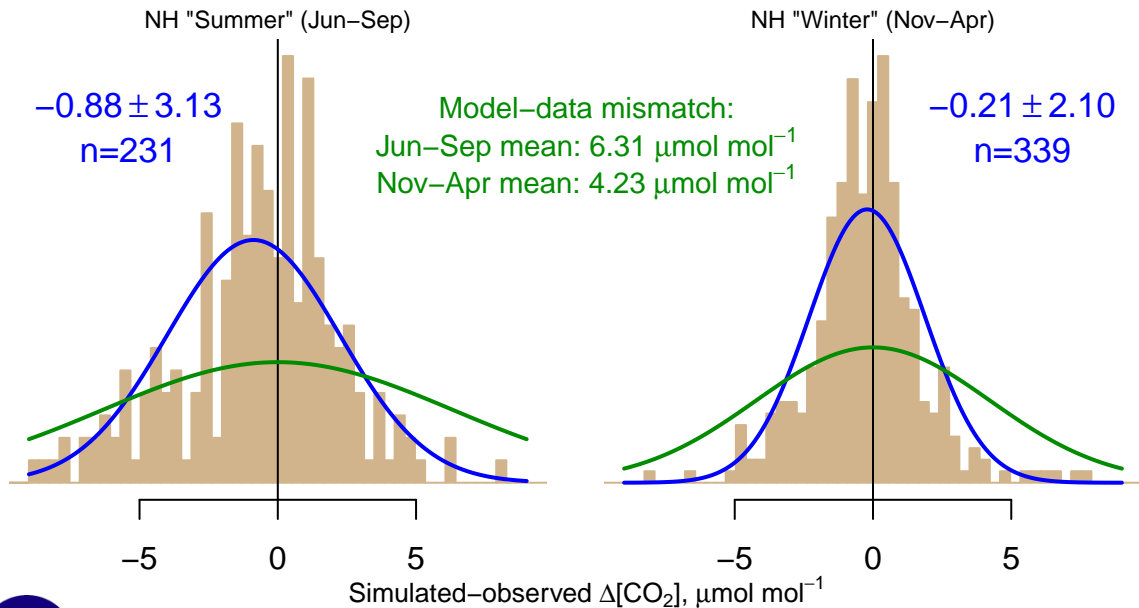 NH "Summer" (Jun−Sep)
−0.88 ± 3.13
n=231
Model−data mismatch:
Jun−Sep mean: 6.31 µmol mol⁻¹
Nov−Apr mean: 4.23 µmol mol⁻¹
NH "Winter" (Nov−Apr)
−0.21 ± 2.10
n=339
−5 0 5
−5 0 5
Simulated−observed Δ[CO₂], µmol mol⁻¹